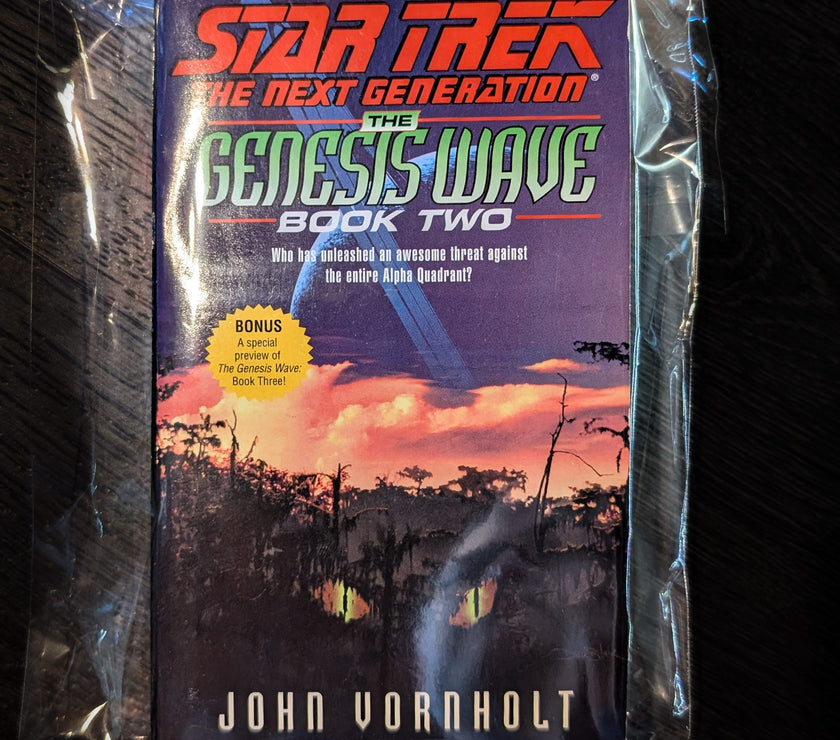 STAR TREK
THE NEXT GENERATION®
THE
GENESIS WAVE
BOOK TWO
Who has unleashed an awesome threat against
the entire Alpha Quadrant?
BONUS
A special
preview of
The Genesis Wave:
Book Three!
JOHN VORNHOLT